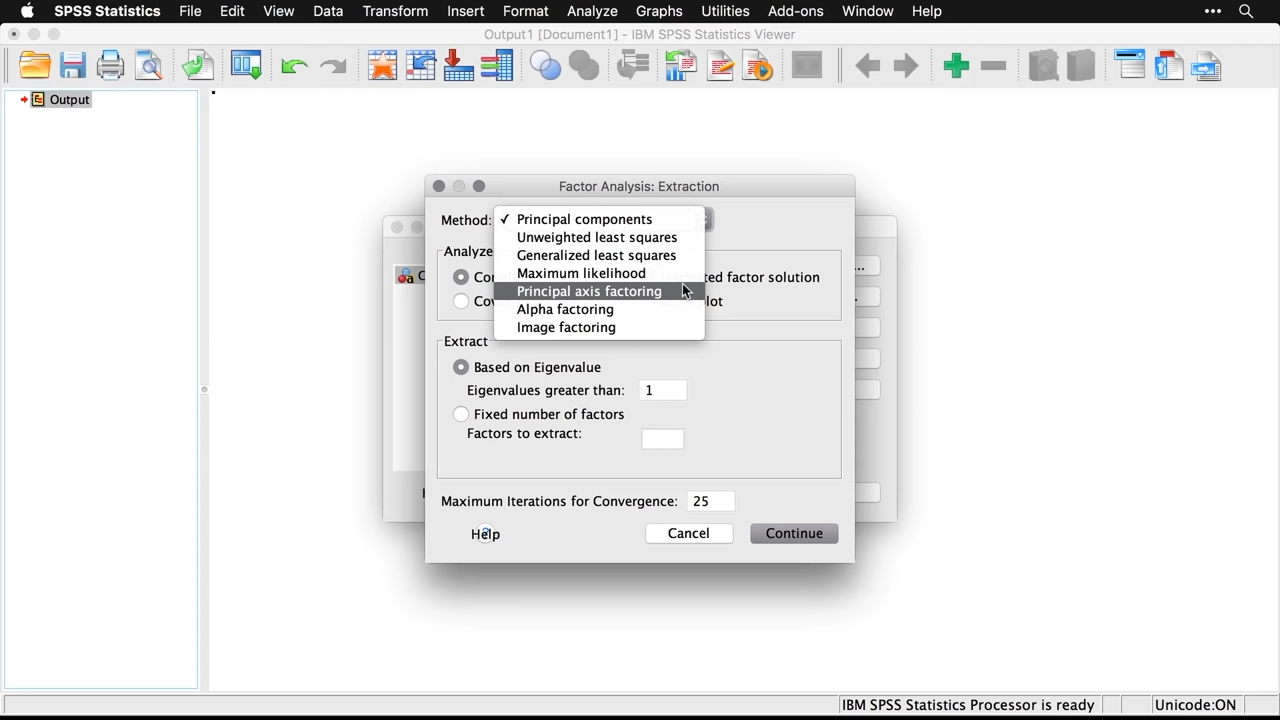 SPSS Statistics File Edit View Data Transform Insert Format Analyze Graphs Utilities Add-ons Window Help
Output1 [Document1] - IBM SPSS Statistics Viewer
Output
Factor Analysis: Extraction
Method: ✓ Principal components
Unweighted least squares
Generalized least squares
Maximum likelihood
Principal axis factoring
Alpha factoring
Image factoring
Analyze
factor solution
Extract
Based on Eigenvalue
Eigenvalues greater than: 1
Fixed number of factors
Factors to extract:
Maximum Iterations for Convergence: 25
Help Cancel Continue
IBM SPSS Statistics Processor is ready Unicode:ON